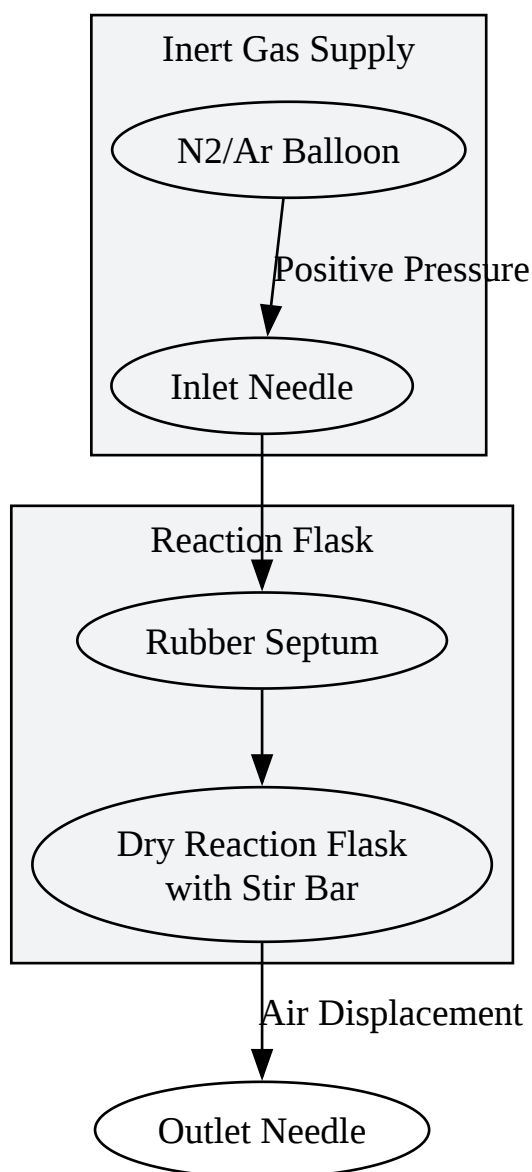 Inert Gas Supply
N2/Ar Balloon
Positive Pressure
Inlet Needle
Reaction Flask
Rubber Septum
Dry Reaction Flask
with Stir Bar
Air Displacement
Outlet Needle